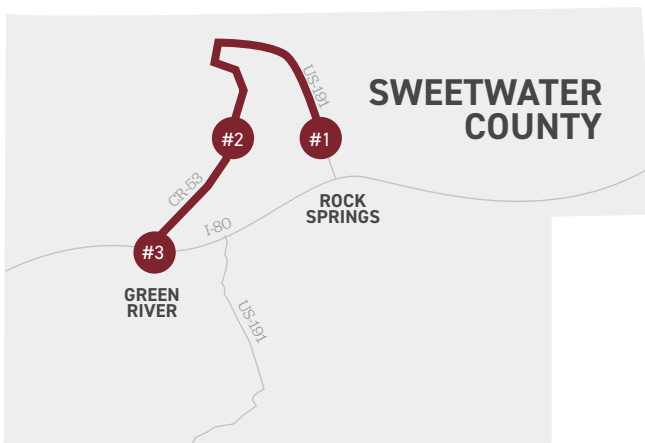 US-191
SWEETWATER
COUNTY
#2
#1
CR-53
ROCK
SPRINGS
I-80
#3
GREEN
RIVER
US-191